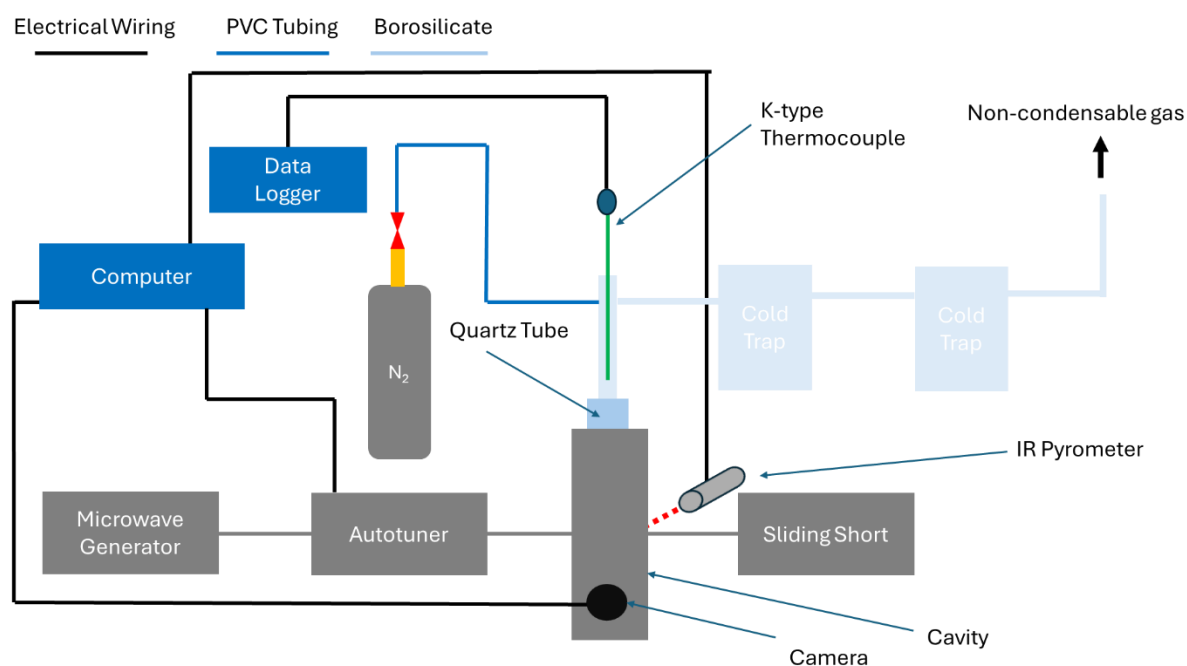 Electrical Wiring
PVC Tubing
Borosilicate
K-type
Thermocouple
Non-condensable gas
Data
Logger
Computer
Quartz Tube
N₂
Cold
Trap
Cold
Trap
IR Pyrometer
Microwave
Generator
Autotuner
Sliding Short
Cavity
Camera